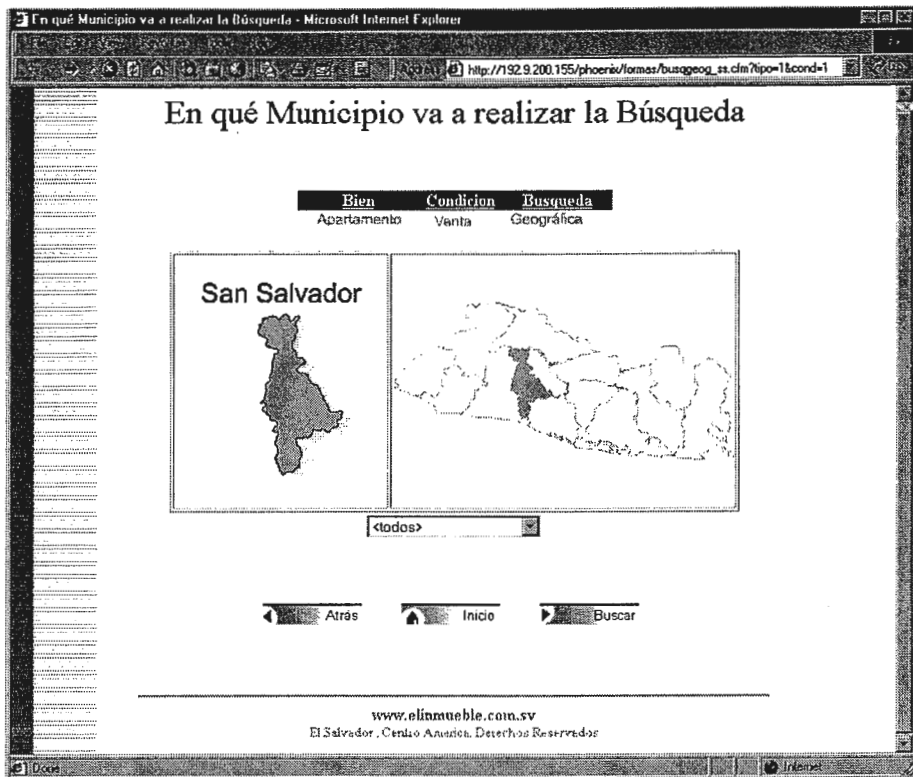 En qué Municipio va a realizar la Búsqueda - Microsoft Internet Explorer
http://192.9.200.155/phoenix/formas/busqgeog_ss.cfm?tipo=1&cond=1
En qué Municipio va a realizar la Búsqueda
Bien Condicion Busqueda
Apartamento Venta Geográfica
San Salvador
<todos>
Atrás Inicio Buscar
www.elinmueble.com.sv
El Salvador, Centro America, Derechos Reservados
Done Internet